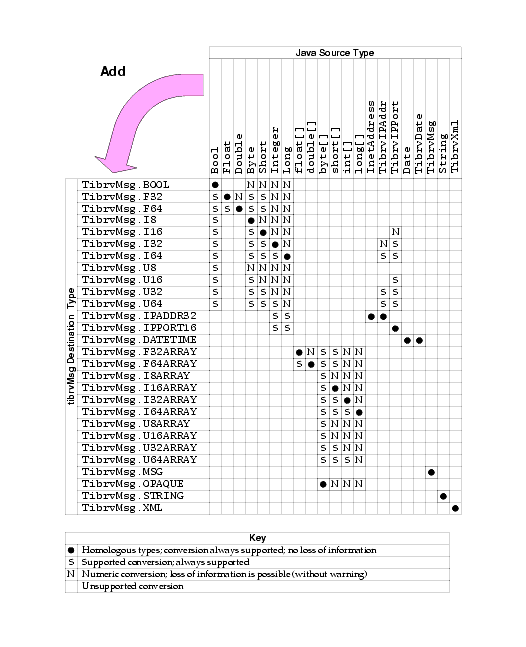 Java Source Type
Add
Bool
Float
Double
Byte
Short
Integer
Long
float[]
double[]
byte[]
short[]
int[]
long[]
InetAddress
TibrvIPAddr
TibrvIPPort
Date
TibrvDate
TibrvMsg
String
TibrvXml
tibrvMsg Destination Type
TibrvMsg.BOOL ● N N N N
TibrvMsg.F32 S ● N S S N N
TibrvMsg.F64 S S ● S S N N
TibrvMsg.I8 S ● N N N
TibrvMsg.I16 S S ● N N N
TibrvMsg.I32 S S S ● N N S
TibrvMsg.I64 S S S S ● S S
TibrvMsg.U8 S N N N N
TibrvMsg.U16 S S N N N S
TibrvMsg.U32 S S S N N S S
TibrvMsg.U64 S S S S N S S
TibrvMsg.IPADDR32 S S ● ●
TibrvMsg.IPPORT16 S S ●
TibrvMsg.DATETIME ● ●
TibrvMsg.F32ARRAY ● N S S N N
TibrvMsg.F64ARRAY S ● S S N N
TibrvMsg.I8ARRAY S N N N
TibrvMsg.I16ARRAY S ● N N
TibrvMsg.I32ARRAY S S ● N
TibrvMsg.I64ARRAY S S S ●
TibrvMsg.U8ARRAY S N N N
TibrvMsg.U16ARRAY S N N N
TibrvMsg.U32ARRAY S S N N
TibrvMsg.U64ARRAY S S S N
TibrvMsg.MSG ●
TibrvMsg.OPAQUE ● N N N
TibrvMsg.STRING ●
TibrvMsg.XML ●
Key
● Homologous types; conversion always supported; no loss of information
S Supported conversion; always supported
N Numeric conversion; loss of information is possible (without warning)
Unsupported conversion